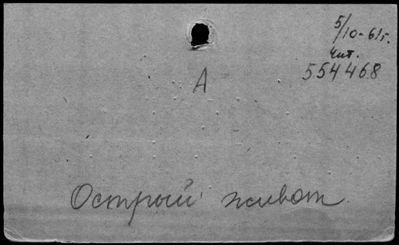 5/10-61г.
Чит.
554468
А
Острый живот.